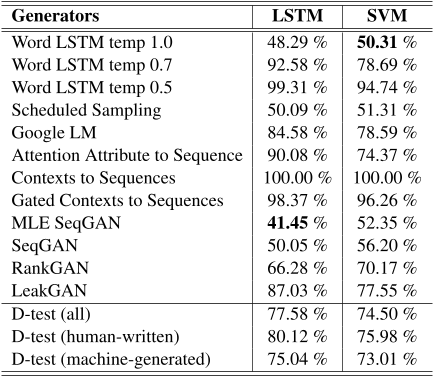 Generators LSTM SVM
Word LSTM temp 1.0 48.29 % 50.31 %
Word LSTM temp 0.7 92.58 % 78.69 %
Word LSTM temp 0.5 99.31 % 94.74 %
Scheduled Sampling 50.09 % 51.31 %
Google LM 84.58 % 78.59 %
Attention Attribute to Sequence 90.08 % 74.37 %
Contexts to Sequences 100.00 % 100.00 %
Gated Contexts to Sequences 98.37 % 96.26 %
MLE SeqGAN 41.45 % 52.35 %
SeqGAN 50.05 % 56.20 %
RankGAN 66.28 % 70.17 %
LeakGAN 87.03 % 77.55 %
D-test (all) 77.58 % 74.50 %
D-test (human-written) 80.12 % 75.98 %
D-test (machine-generated) 75.04 % 73.01 %